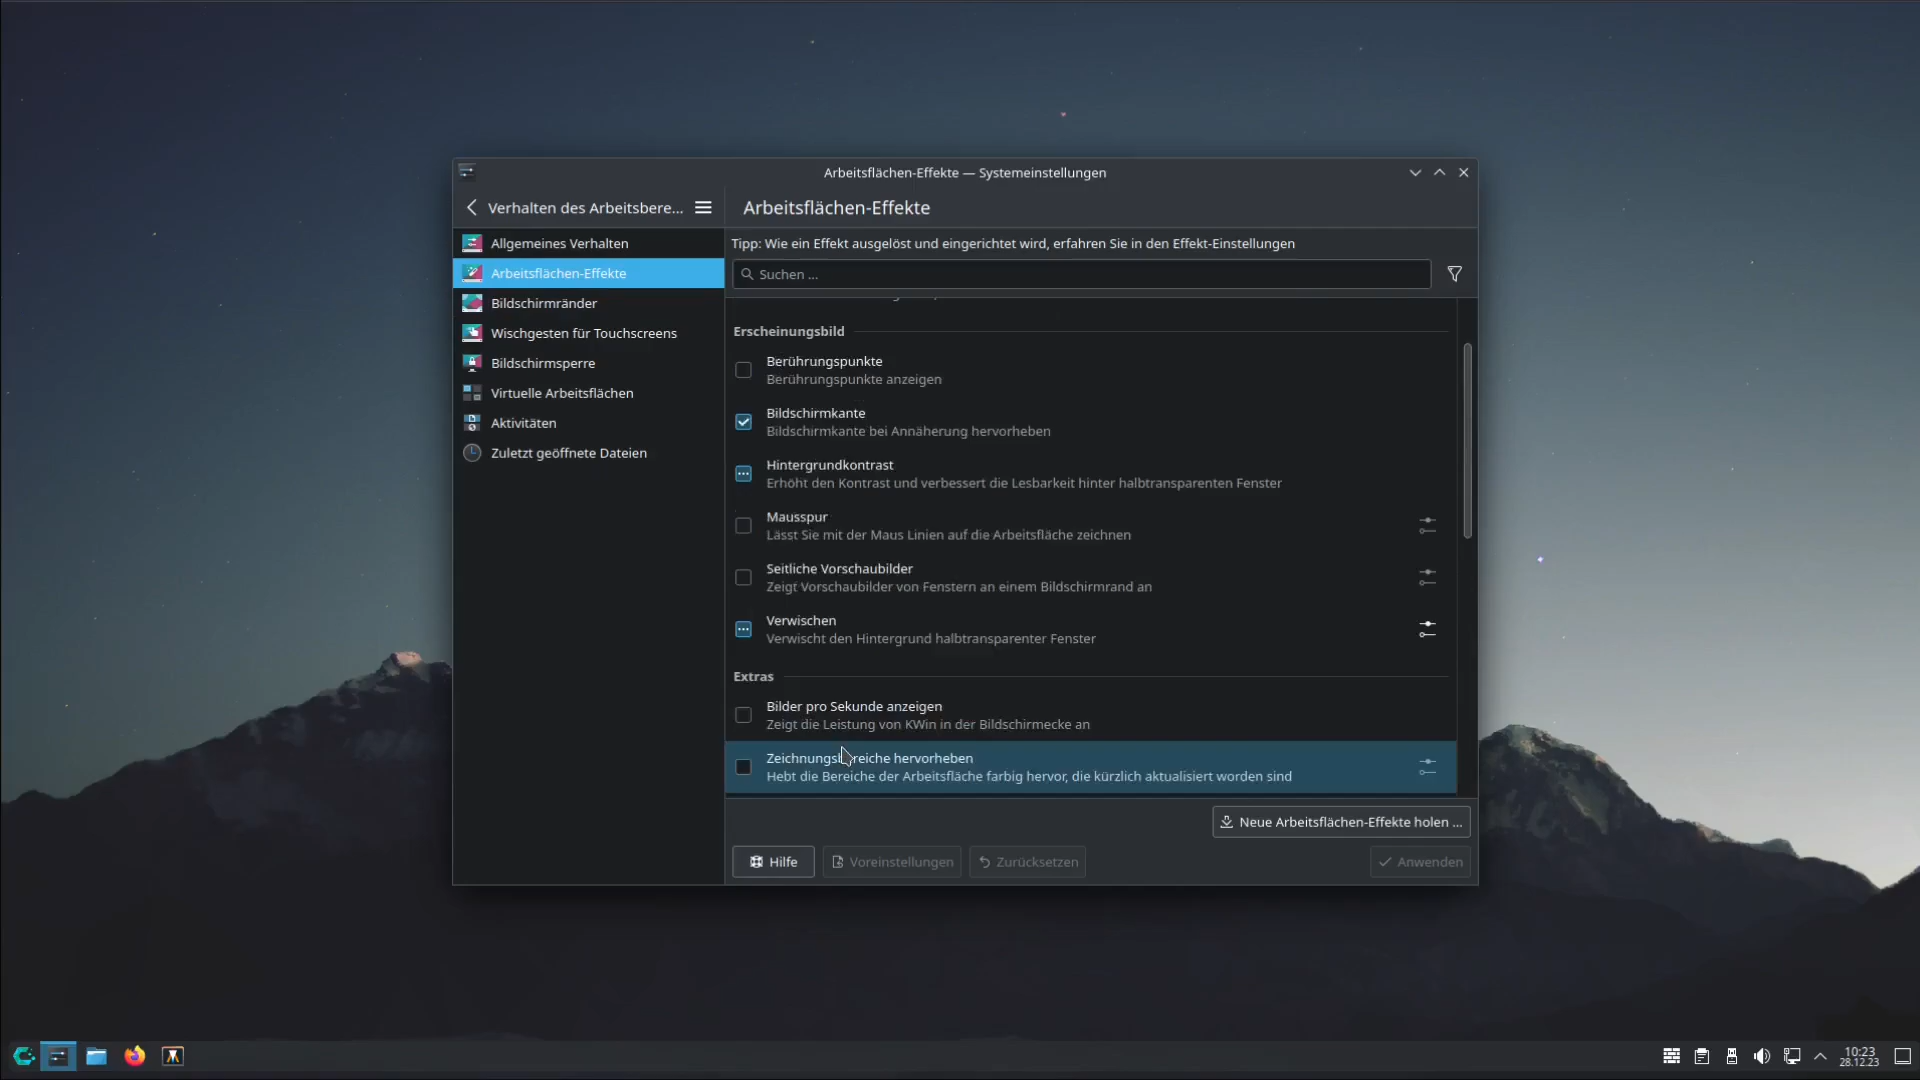 Arbeitsflächen-Effekte — Systemeinstellungen
Verhalten des Arbeitsbere...
Arbeitsflächen-Effekte
Allgemeines Verhalten
Arbeitsflächen-Effekte
Bildschirmränder
Wischgesten für Touchscreens
Bildschirmsperre
Virtuelle Arbeitsflächen
Aktivitäten
Zuletzt geöffnete Dateien
Tipp: Wie ein Effekt ausgelöst und eingerichtet wird, erfahren Sie in den Effekt-Einstellungen
Suchen ...
Erscheinungsbild
Berührungspunkte
Berührungspunkte anzeigen
Bildschirmkante
Bildschirmkante bei Annäherung hervorheben
Hintergrundkontrast
Erhöht den Kontrast und verbessert die Lesbarkeit hinter halbtransparenten Fenster
Mausspur
Lässt Sie mit der Maus Linien auf die Arbeitsfläche zeichnen
Seitliche Vorschaubilder
Zeigt Vorschaubilder von Fenstern an einem Bildschirmrand an
Verwischen
Verwischt den Hintergrund halbtransparenter Fenster
Extras
Bilder pro Sekunde anzeigen
Zeigt die Leistung von KWin in der Bildschirmecke an
Zeichnungsbereiche hervorheben
Hebt die Bereiche der Arbeitsfläche farbig hervor, die kürzlich aktualisiert worden sind
Neue Arbeitsflächen-Effekte holen ...
Hilfe
Voreinstellungen
Zurücksetzen
Anwenden
10:23
28.12.23